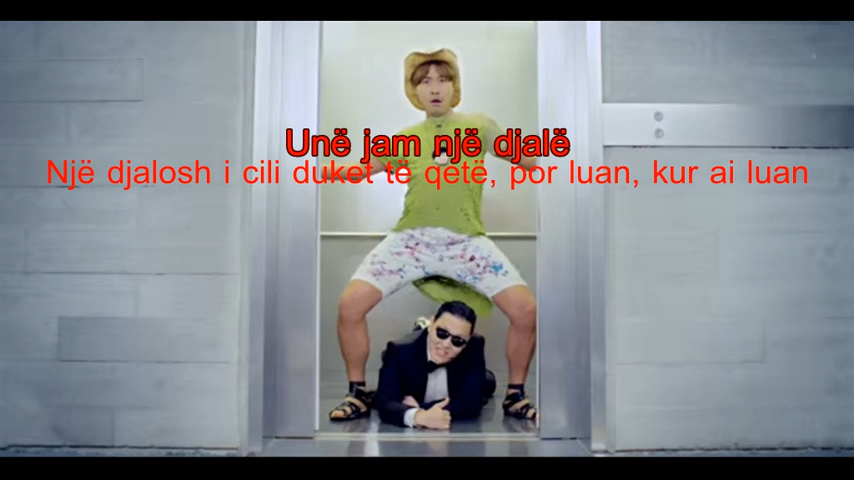 Unë jam një djalë
Një djalosh i cili duket të qetë, por luan, kur ai luan